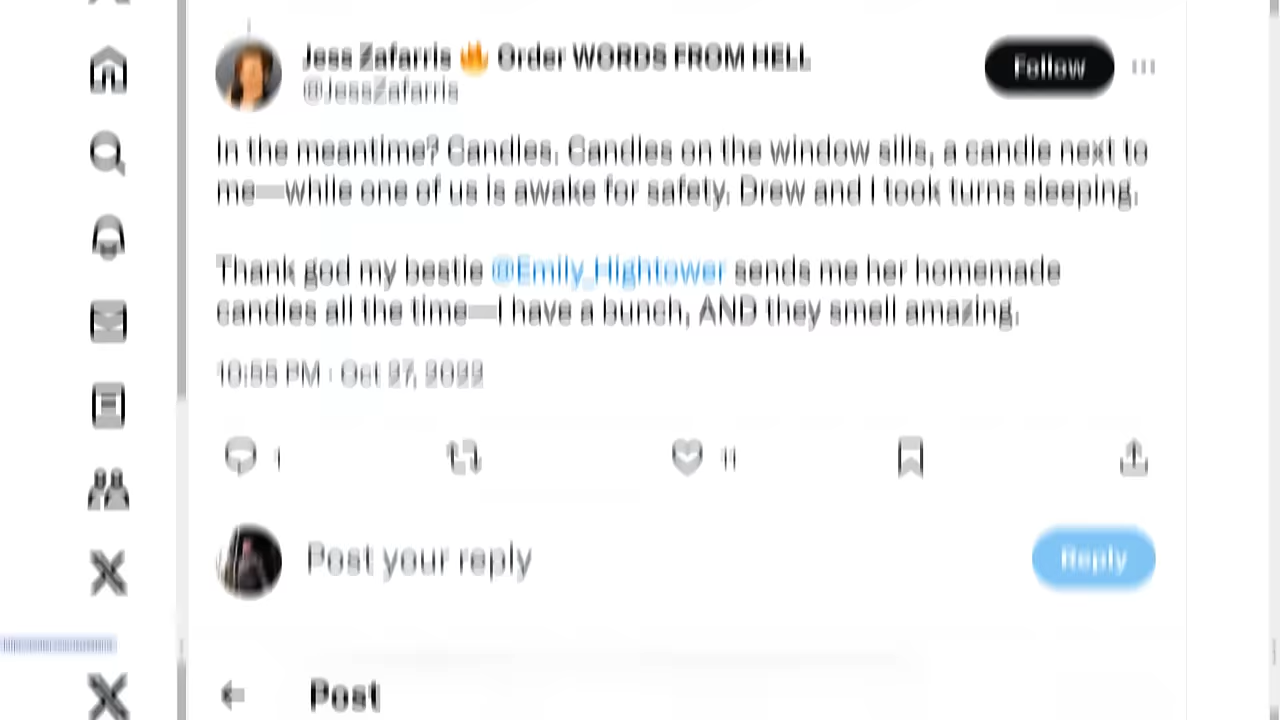 Jess Zafarris 🔥 Order WORDS FROM HELL
Follow
@JessZafarris
In the meantime? Candles. Candles on the window sills, a candle next to
me—while one of us is awake for safety. Drew and I took turns sleeping.
Thank god my bestie @Emily_Hightower sends me her homemade
candles all the time—I have a bunch, AND they smell amazing.
10:55 PM · Oct 27, 2022
1
11
Post your reply
Reply
Post